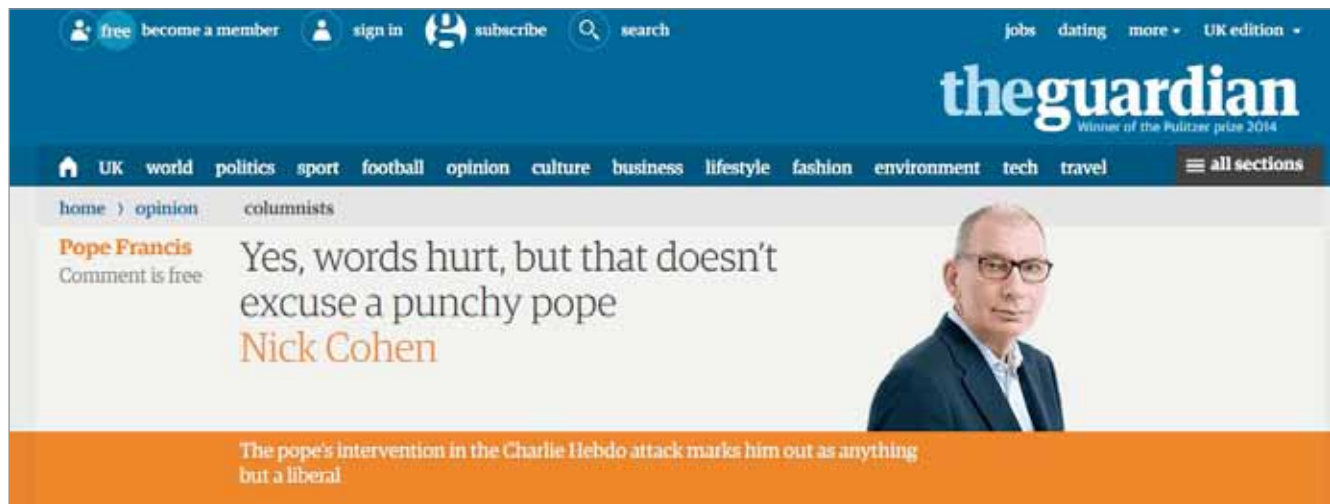 free become a member sign in subscribe search jobs dating more UK edition
theguardian
Winner of the Pulitzer prize 2014
UK world politics sport football opinion culture business lifestyle fashion environment tech travel all sections
home › opinion columnists
Pope Francis
Comment is free
Yes, words hurt, but that doesn't
excuse a punchy pope
Nick Cohen
The pope's intervention in the Charlie Hebdo attack marks him out as anything
but a liberal